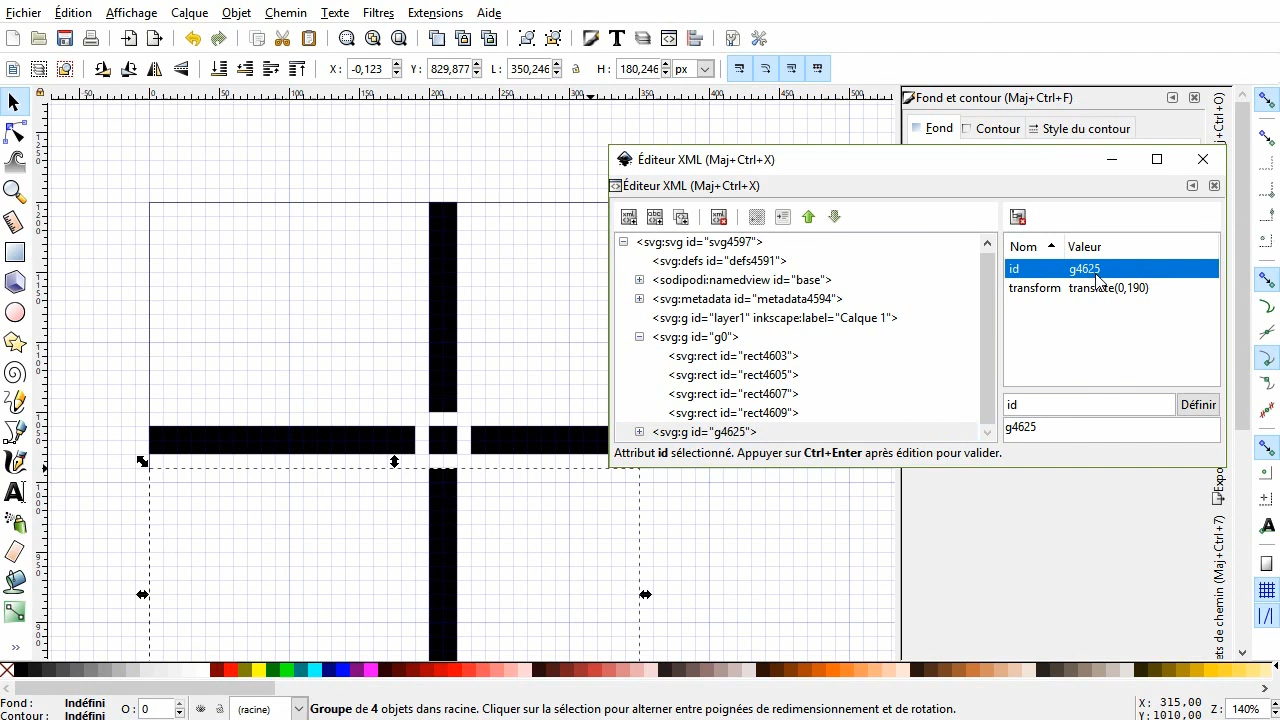 Fichier Édition Affichage Calque Objet Chemin Texte Filtres Extensions Aide
X: -0,123 Y: 829,877 L: 350,246 H: 180,246 px
Fond et contour (Maj+Ctrl+F)
Fond Contour Style du contour
Éditeur XML (Maj+Ctrl+X)
Éditeur XML (Maj+Ctrl+X)
<svg:svg id="svg4597">
<svg:defs id="defs4591">
<sodipodi:namedview id="base">
<svg:metadata id="metadata4594">
<svg:g id="layer1" inkscape:label="Calque 1">
<svg:g id="g0">
<svg:rect id="rect4603">
<svg:rect id="rect4605">
<svg:rect id="rect4607">
<svg:rect id="rect4609">
<svg:g id="g4625">
Nom Valeur
id g4625
transform translate(0,190)
id Définir
g4625
Attribut id sélectionné. Appuyer sur Ctrl+Enter après édition pour valider.
Fond : Indéfini
Contour : Indéfini
O: 0
(racine)
Groupe de 4 objets dans racine. Cliquer sur la sélection pour alterner entre poignées de redimensionnement et de rotation.
X: 315,00
Y: 1010,00
Z: 140%